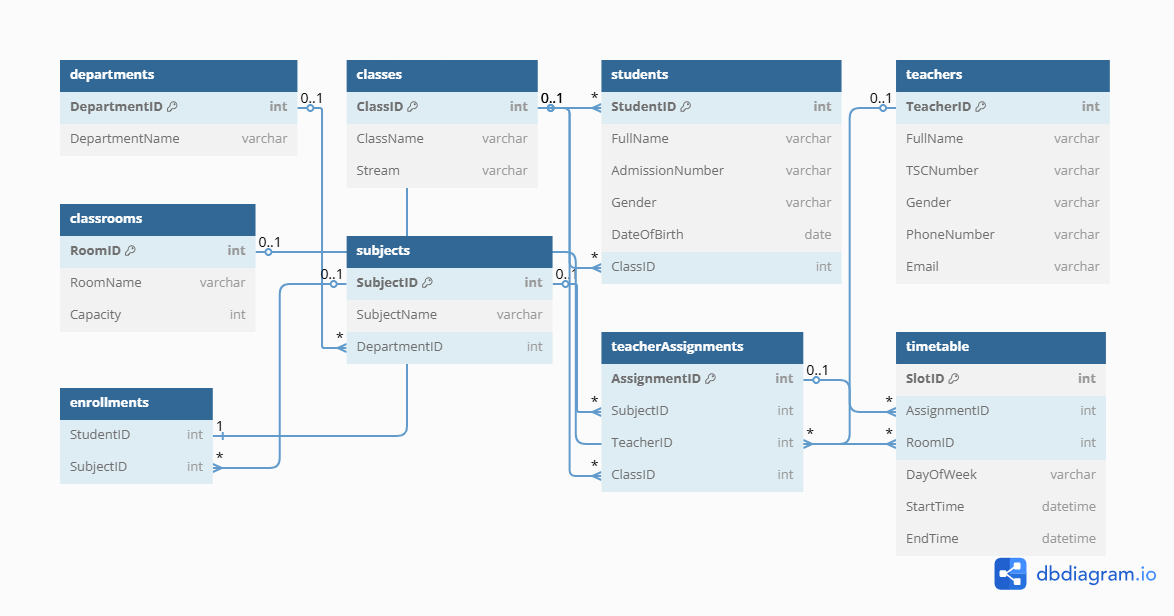 departments
DepartmentID int
DepartmentName varchar
0..1
classes
ClassID int
ClassName varchar
Stream varchar
0..1
students
* StudentID int
FullName varchar
AdmissionNumber varchar
Gender varchar
DateOfBirth date
* ClassID int
teachers
0..1
TeacherID int
FullName varchar
TSCNumber varchar
Gender varchar
PhoneNumber varchar
Email varchar
classrooms
RoomID int
RoomName varchar
Capacity int
0..1
subjects
0..1
SubjectID int
0..
SubjectName varchar
* DepartmentID int
enrollments
StudentID int 1
SubjectID int *
teacherAssignments
AssignmentID int 0..1
* SubjectID int
TeacherID int *
* ClassID int
timetable
SlotID int
* AssignmentID int
* RoomID int
DayOfWeek varchar
StartTime datetime
EndTime datetime
dbdiagram.io